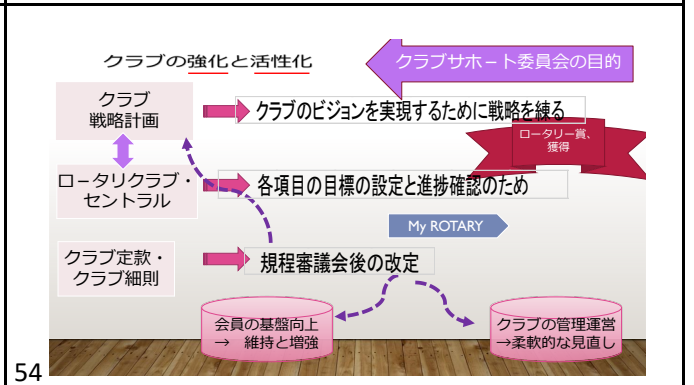 クラブの強化と活性化
クラブサホ－ト委員会の目的
クラブ
戦略計画
クラブのビジョンを実現するために戦略を練る
ロータリー賞、
獲得
ロ－タリクラブ・
セントラル
各項目の目標の設定と進捗確認のため
My ROTARY
クラブ定款・
クラブ細則
規程審議会後の改定
会員の基盤向上
→ 維持と増強
クラブの管理運営
→柔軟的な見直し
54